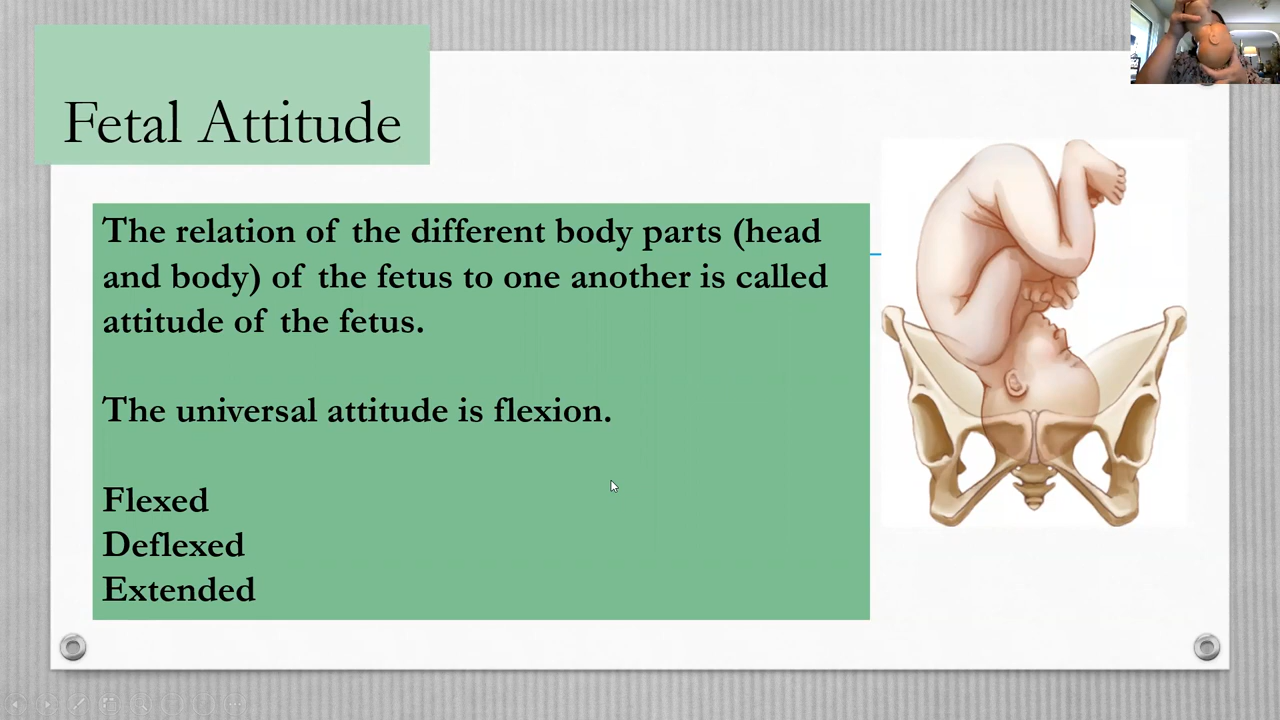 Fetal Attitude
The relation of the different body parts (head
and body) of the fetus to one another is called
attitude of the fetus.
The universal attitude is flexion.
Flexed
Deflexed
Extended